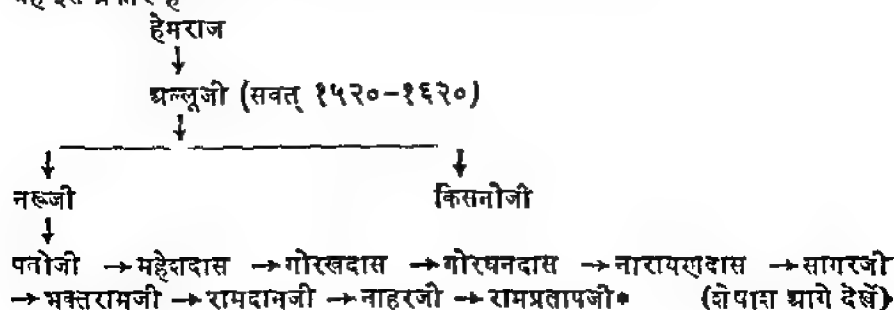 हेमराज
↓
अल्लूजी (सवत् १५२०-१६२०)
↓
↓ ↓
नरूजी किसनोजी
↓
पतोजी →महेशदास →गोरखदास →गोरधनदास →नारायणदास →सागरजी
→भक्तरामजी →रामदानजी →नाहरजी →रामप्रतापजी* (शेषाश आगे देखें)